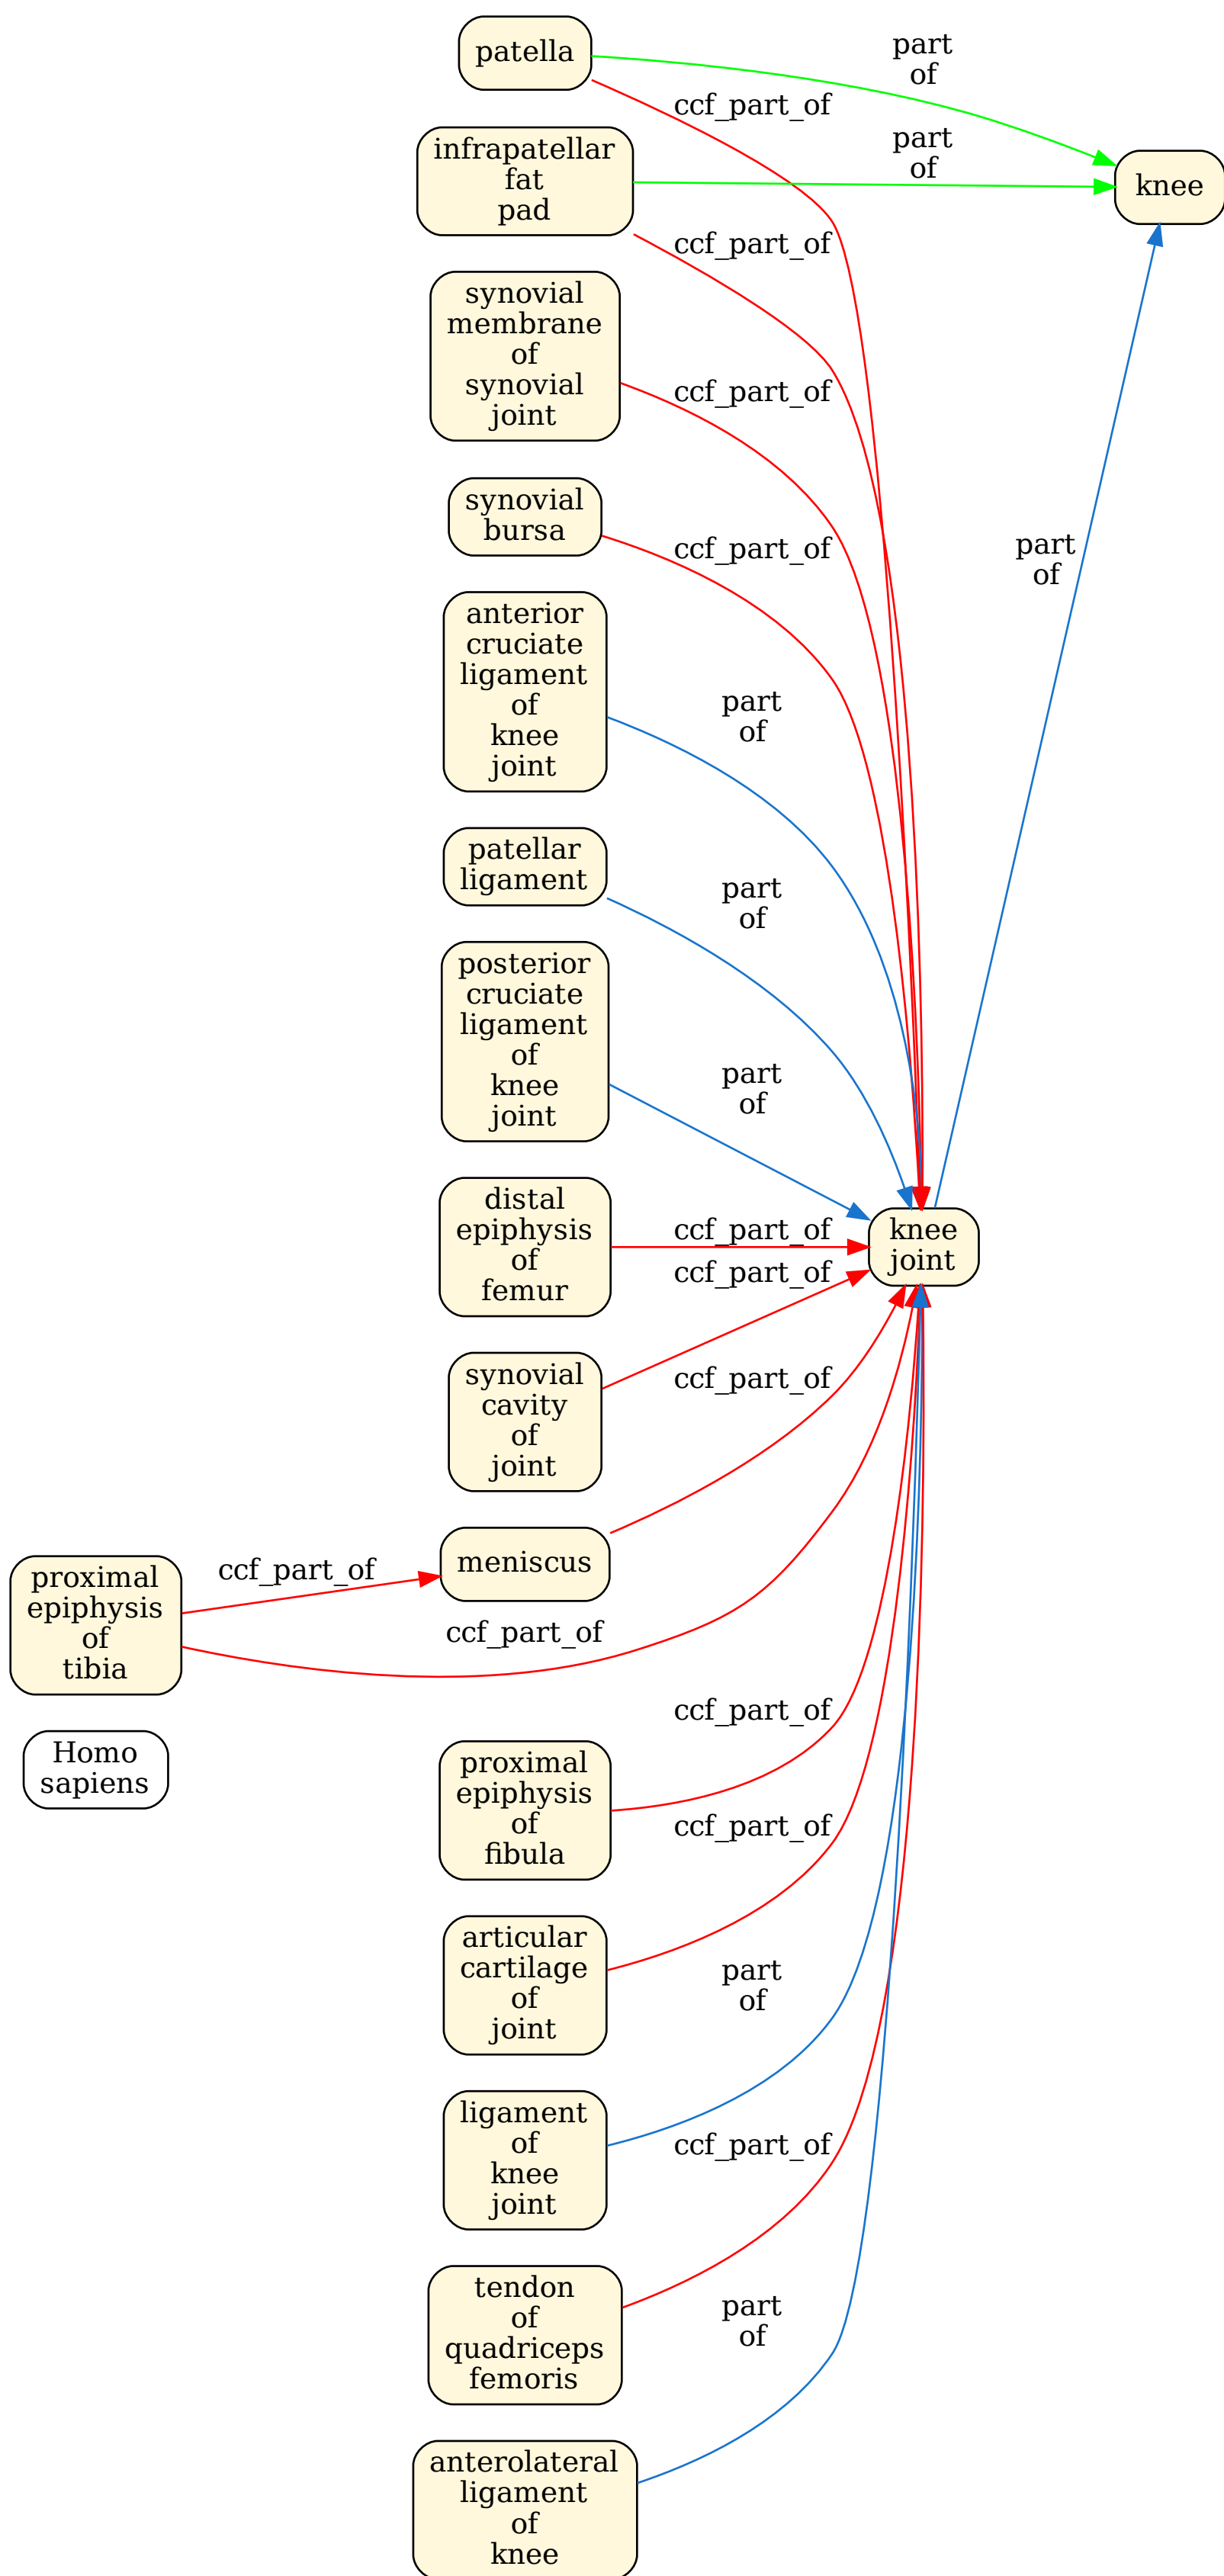 patella
part
of
ccf_part_of
infrapatellar
fat
pad
part
of
knee
ccf_part_of
synovial
membrane
of
synovial
joint
ccf_part_of
synovial
bursa
ccf_part_of
part
of
anterior
cruciate
ligament
of
knee
joint
part
of
patellar
ligament
part
of
posterior
cruciate
ligament
of
knee
joint
part
of
distal
epiphysis
of
femur
ccf_part_of
knee
joint
ccf_part_of
synovial
cavity
of
joint
ccf_part_of
meniscus
proximal
epiphysis
of
tibia
ccf_part_of
ccf_part_of
Homo
sapiens
ccf_part_of
proximal
epiphysis
of
fibula
ccf_part_of
articular
cartilage
of
joint
part
of
ligament
of
knee
joint
ccf_part_of
tendon
of
quadriceps
femoris
part
of
anterolateral
ligament
of
knee